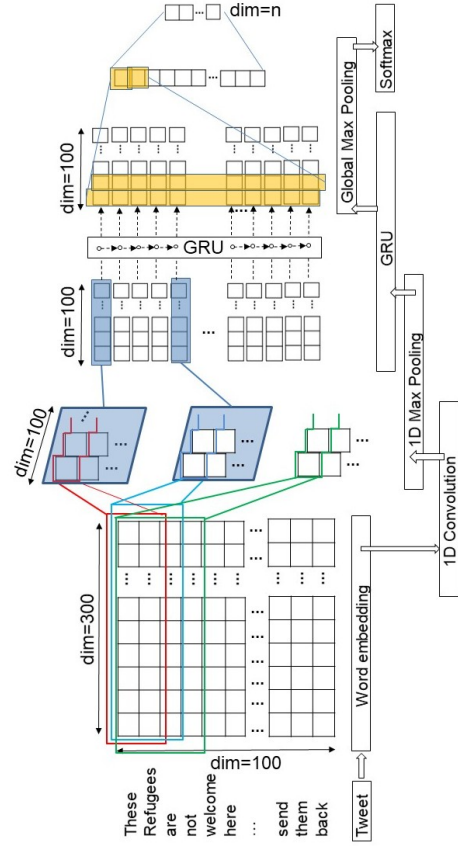 These
Refugees
are
not
welcome
here
...
send
them
back
dim=300
dim=100
dim=100
dim=100
GRU
dim=100
dim=n
Tweet
Word embedding
1D Convolution
1D Max Pooling
GRU
Global Max Pooling
Softmax